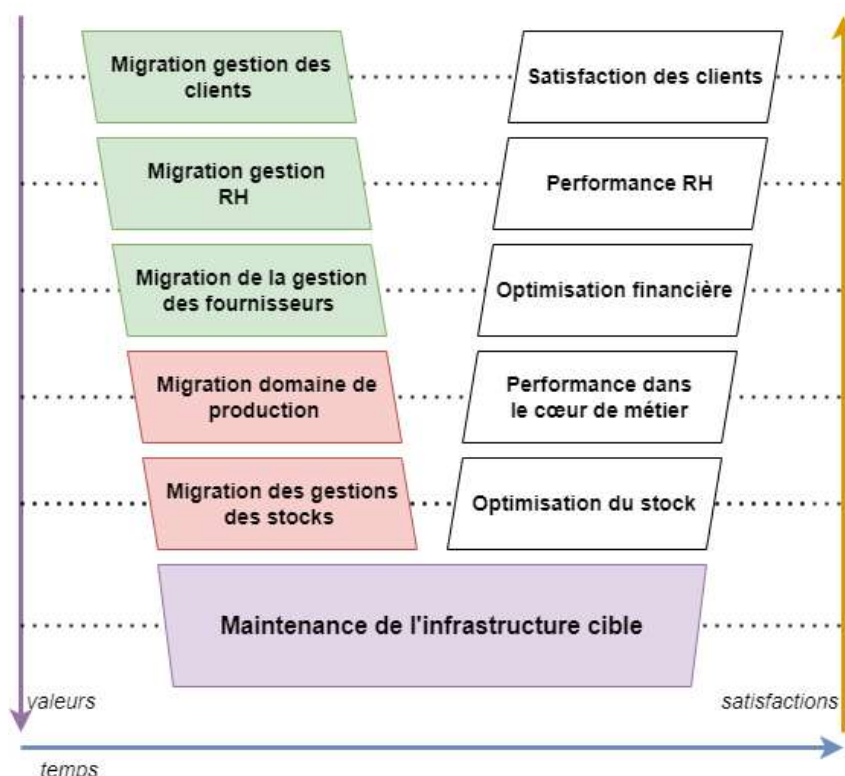 Migration gestion des
clients
Satisfaction des clients
Migration gestion
RH
Performance RH
Migration de la gestion
des fournisseurs
Optimisation financière
Migration domaine de
production
Performance dans
le cœur de métier
Migration des gestions
des stocks
Optimisation du stock
Maintenance de l'infrastructure cible
valeurs
satisfactions
temps